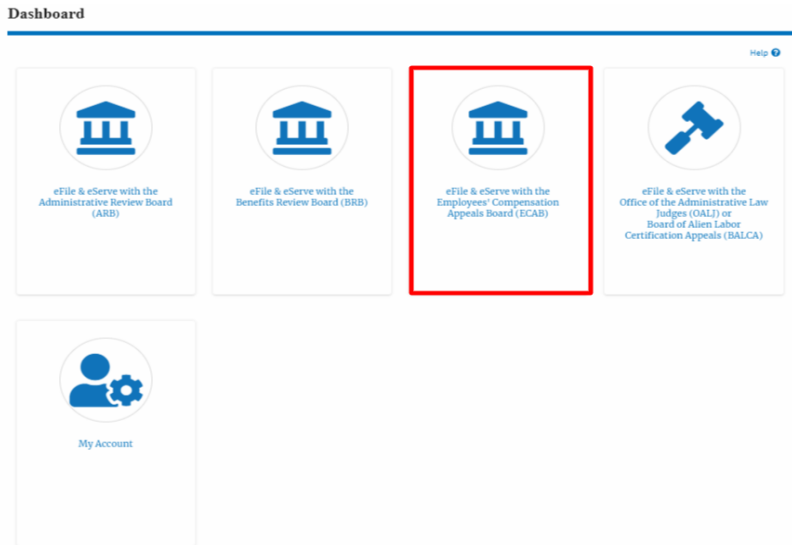 Dashboard
Help
eFile & eServe with the
Administrative Review Board
(ARB)
eFile & eServe with the
Benefits Review Board (BRB)
eFile & eServe with the
Employees' Compensation
Appeals Board (ECAB)
eFile & eServe with the
Office of the Administrative Law
Judges (OALJ) or
Board of Alien Labor
Certification Appeals (BALCA)
My Account